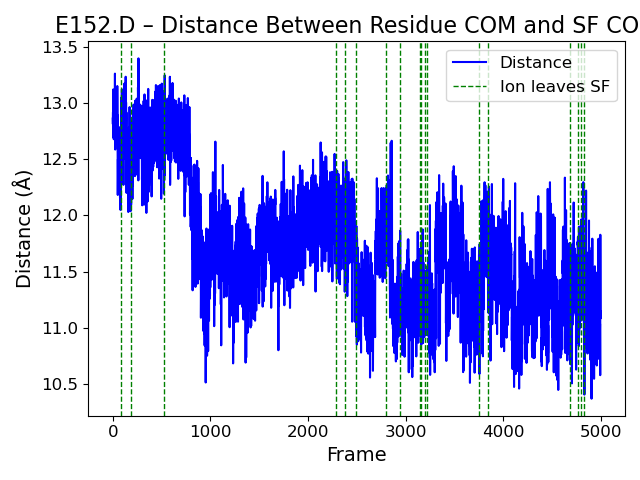 E152.D – Distance Between Residue COM and SF CO
Distance
Ion leaves SF
Distance (Å)
13.5
13.0
12.5
12.0
11.5
11.0
10.5
0 1000 2000 3000 4000 5000
Frame